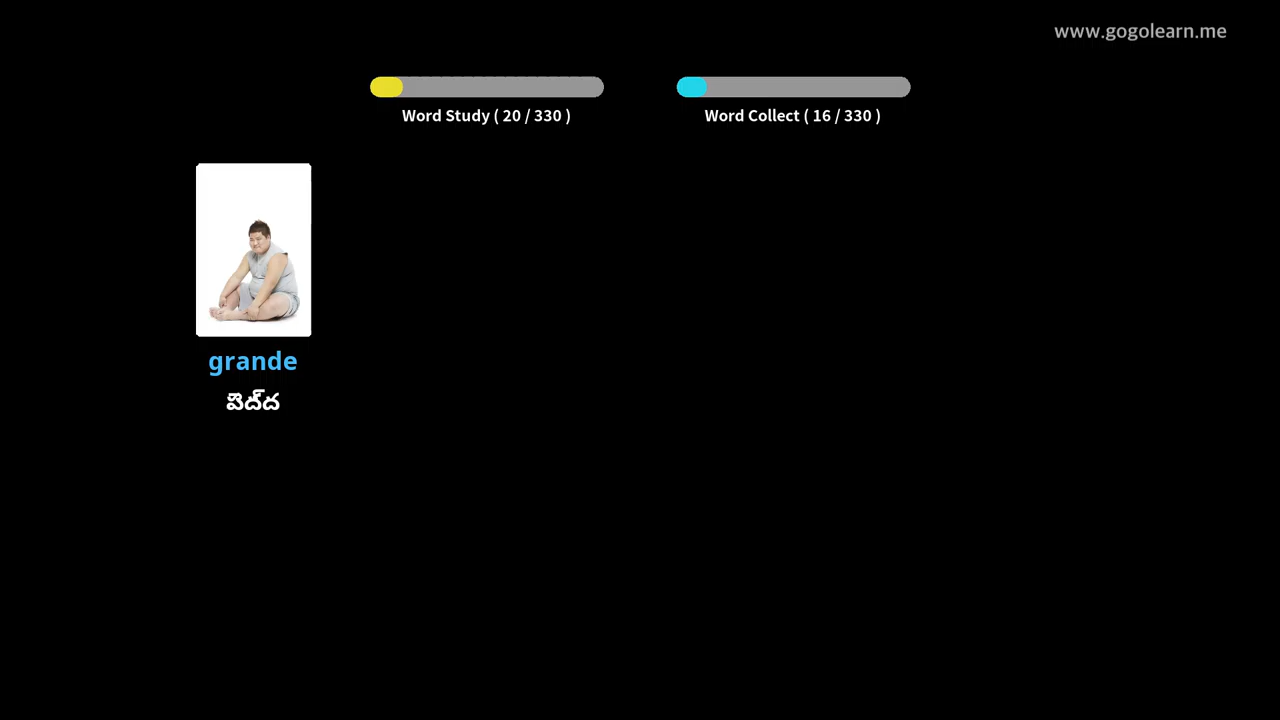 www.gogolearn.me
Word Study ( 20 / 330 )
Word Collect ( 16 / 330 )
grande
పెద్ద